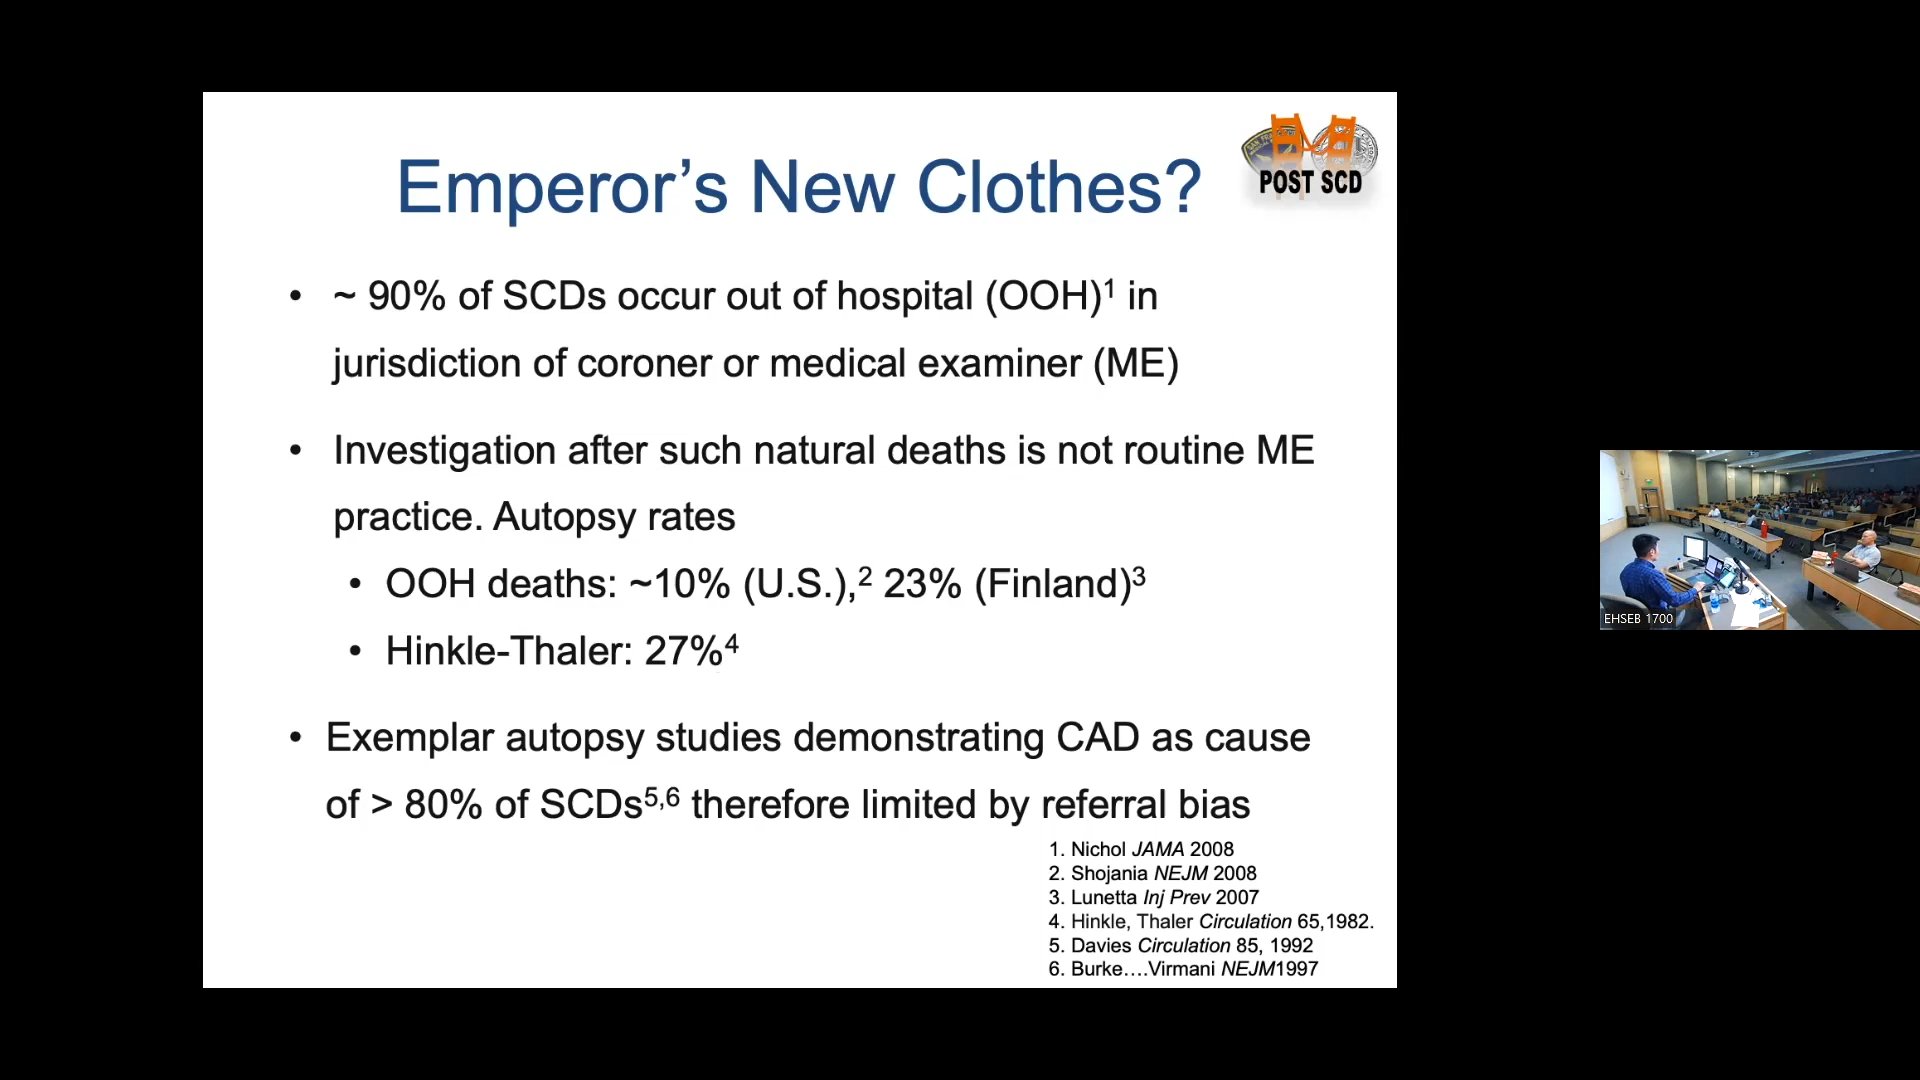 Emperor’s New Clothes?
POST SCD
• ~ 90% of SCDs occur out of hospital (OOH)1 in
jurisdiction of coroner or medical examiner (ME)
• Investigation after such natural deaths is not routine ME
practice. Autopsy rates
• OOH deaths: ~10% (U.S.),2 23% (Finland)3
• Hinkle-Thaler: 27%4
• Exemplar autopsy studies demonstrating CAD as cause
of > 80% of SCDs5,6 therefore limited by referral bias
1. Nichol JAMA 2008
2. Shojania NEJM 2008
3. Lunetta Inj Prev 2007
4. Hinkle, Thaler Circulation 65,1982.
5. Davies Circulation 85, 1992
6. Burke….Virmani NEJM1997
EHSEB 1700